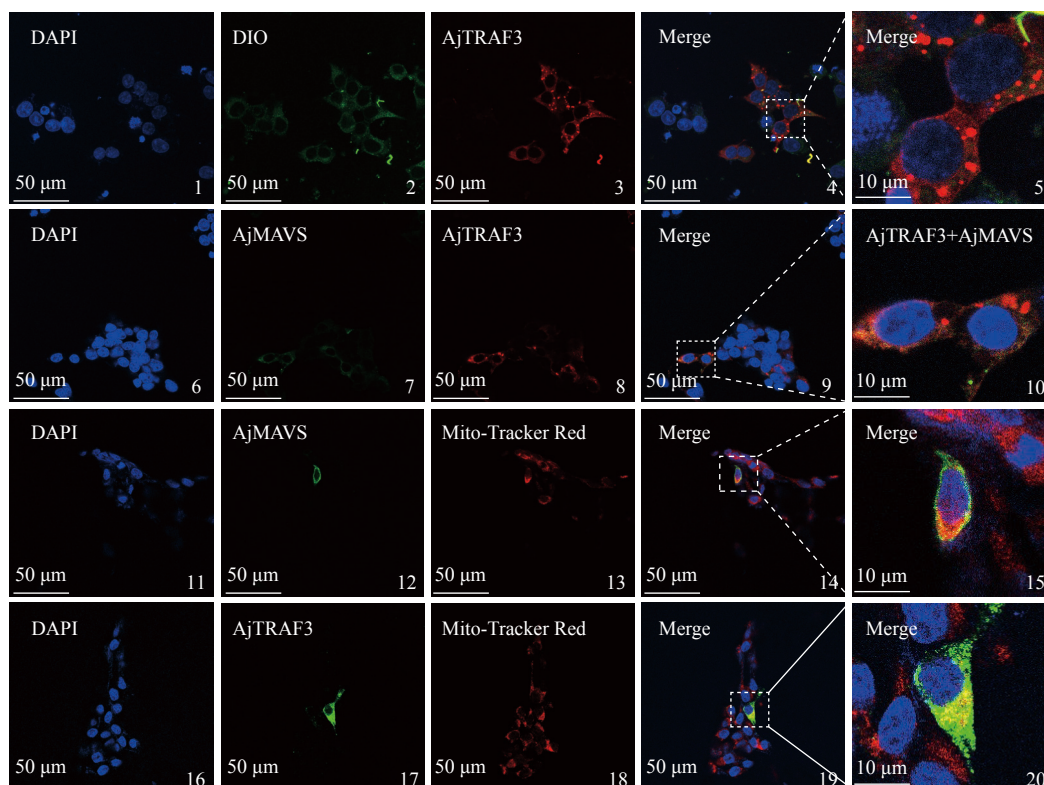 DAPI
DIO
AjTRAF3
Merge
Merge
50 μm
1
50 μm
2
50 μm
3
50 μm
4
10 μm
5
DAPI
AjMAVS
AjTRAF3
Merge
AjTRAF3+AjMAVS
50 μm
6
50 μm
7
50 μm
8
50 μm
9
10 μm
10
DAPI
AjMAVS
Mito-Tracker Red
Merge
Merge
50 μm
11
50 μm
12
50 μm
13
50 μm
14
10 μm
15
DAPI
AjTRAF3
Mito-Tracker Red
Merge
Merge
50 μm
16
50 μm
17
50 μm
18
50 μm
19
10 μm
20